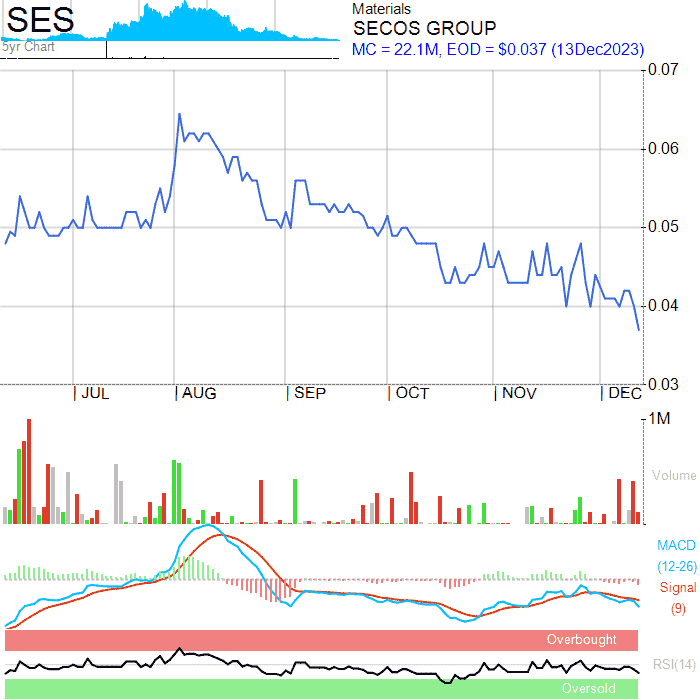 SES
5yr Chart
Materials
SECOS GROUP
MC = 22.1M, EOD = $0.037 (13Dec2023)
0.07
0.06
0.05
0.04
0.03
| JUL | AUG | SEP | OCT | NOV | DEC
1M
Volume
MACD
(12-26)
Signal
(9)
Overbought
RSI(14)
Oversold